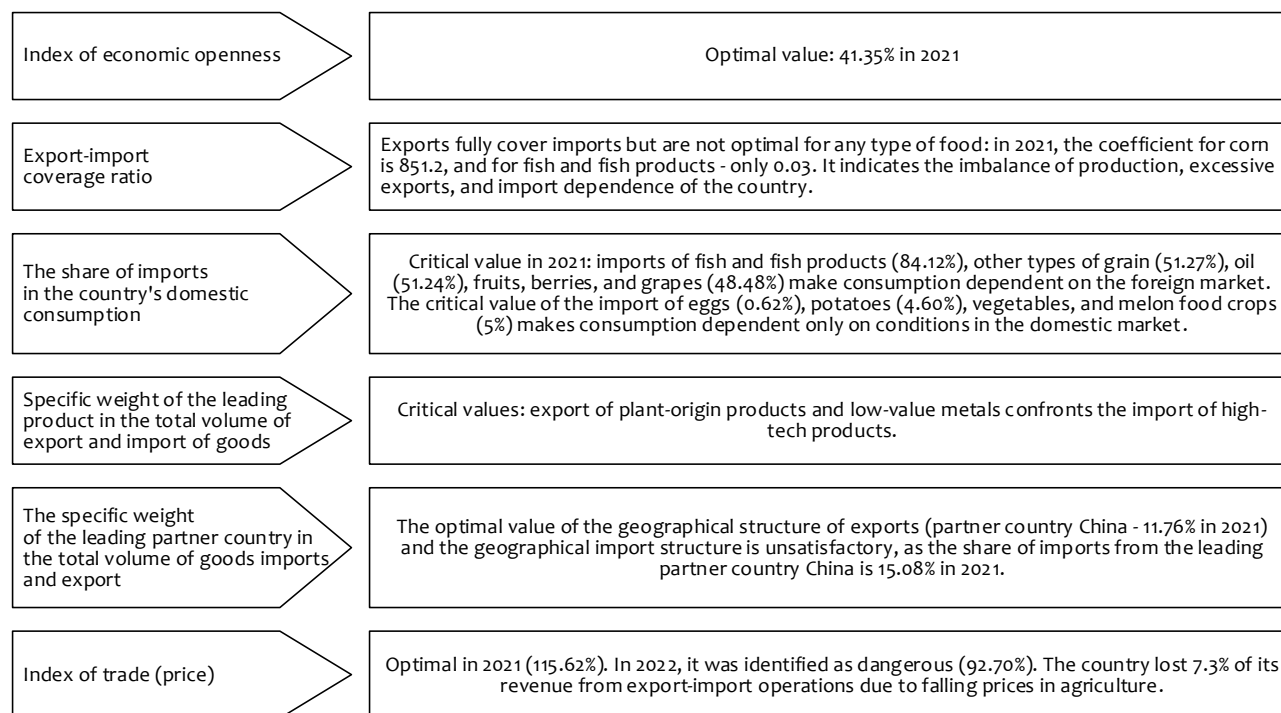 Index of economic openness
Optimal value: 41.35% in 2021
Export-import
coverage ratio
Exports fully cover imports but are not optimal for any type of food: in 2021, the coefficient for corn
is 851.2, and for fish and fish products - only 0.03. It indicates the imbalance of production, excessive
exports, and import dependence of the country.
The share of imports
in the country's domestic
consumption
Critical value in 2021: imports of fish and fish products (84.12%), other types of grain (51.27%), oil
(51.24%), fruits, berries, and grapes (48.48%) make consumption dependent on the foreign market.
The critical value of the import of eggs (0.62%), potatoes (4.60%), vegetables, and melon food crops
(5%) makes consumption dependent only on conditions in the domestic market.
Specific weight of the leading
product in the total volume of
export and import of goods
Critical values: export of plant-origin products and low-value metals confronts the import of high-
tech products.
The specific weight
of the leading partner country in
the total volume of goods imports
and export
The optimal value of the geographical structure of exports (partner country China - 11.76% in 2021)
and the geographical import structure is unsatisfactory, as the share of imports from the leading
partner country China is 15.08% in 2021.
Index of trade (price)
Optimal in 2021 (115.62%). In 2022, it was identified as dangerous (92.70%). The country lost 7.3% of its
revenue from export-import operations due to falling prices in agriculture.